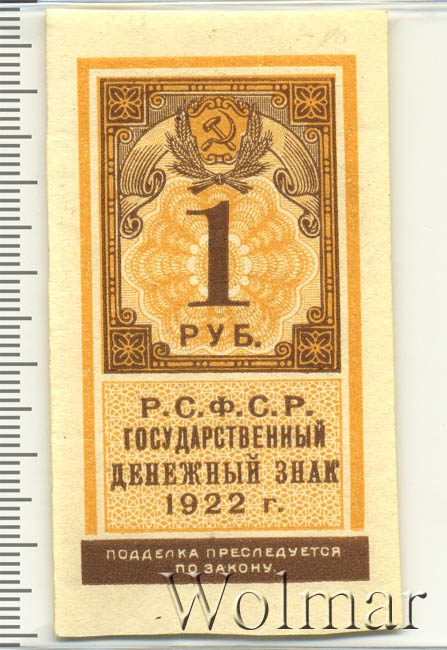 1
РУБ.
Р.С.Ф.С.Р.
ГОСУДАРСТВЕННЫЙ
ДЕНЕЖНЫЙ ЗНАК
1922 г.
ПОДДЕЛКА ПРЕСЛЕДУЕТСЯ
ПО ЗАКОНУ.
Wolmar